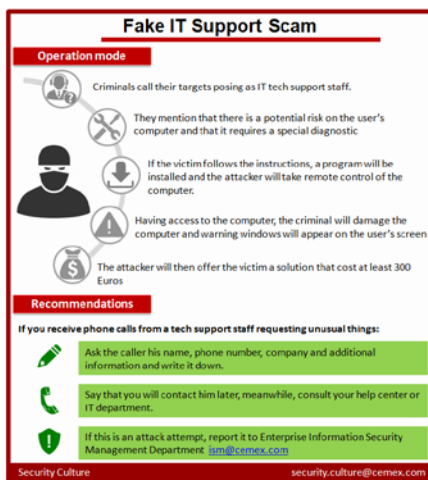 Fake IT Support Scam
Operation mode
Criminals call their targets posing as IT tech support staff.
They mention that there is a potential risk on the user's
computer and that it requires a special diagnostic
If the victim follows the instructions, a program will be
installed and the attacker will take remote control of the
computer.
Having access to the computer, the criminal will damage the
computer and warning windows will appear on the user's screen
The attacker will then offer the victim a solution that cost at least 300
Euros
Recommendations
If you receive phone calls from a tech support staff requesting unusual things:
Ask the caller his name, phone number, company and additional
information and write it down.
Say that you will contact him later, meanwhile, consult your help center or
IT department.
If this is an attack attempt, report it to Enterprise Information Security
Management Department ism@cemex.com
Security Culture
security.culture@cemex.com